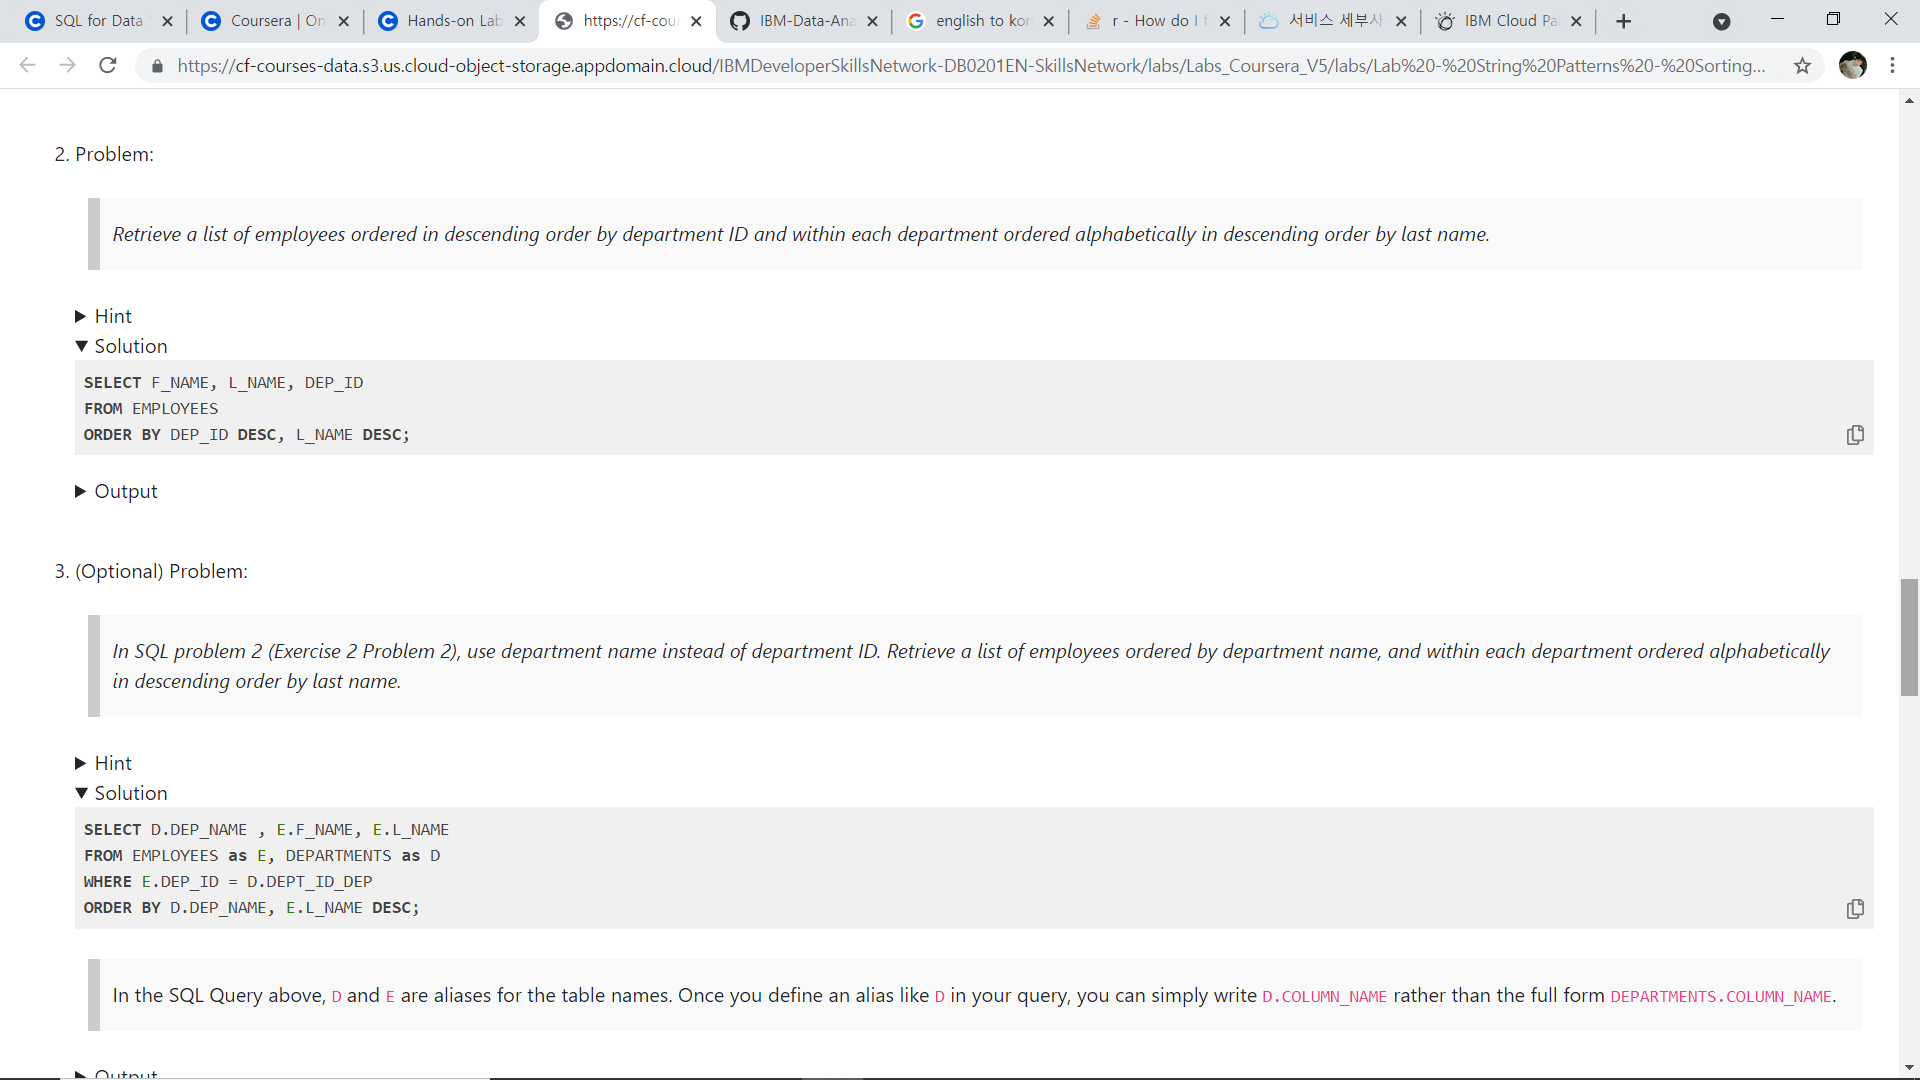 SQL for Data
Coursera | On
Hands-on Lab
https://cf-cour
IBM-Data-Ana
english to kor
r - How do I f
서비스 세부사
IBM Cloud Pa
https://cf-courses-data.s3.us.cloud-object-storage.appdomain.cloud/IBMDeveloperSkillsNetwork-DB0201EN-SkillsNetwork/labs/Labs_Coursera_V5/labs/Lab%20-%20String%20Patterns%20-%20Sorting...
2. Problem:
Retrieve a list of employees ordered in descending order by department ID and within each department ordered alphabetically in descending order by last name.
Hint
Solution
SELECT F_NAME, L_NAME, DEP_ID
FROM EMPLOYEES
ORDER BY DEP_ID DESC, L_NAME DESC;
Output
3. (Optional) Problem:
In SQL problem 2 (Exercise 2 Problem 2), use department name instead of department ID. Retrieve a list of employees ordered by department name, and within each department ordered alphabetically
in descending order by last name.
Hint
Solution
SELECT D.DEP_NAME , E.F_NAME, E.L_NAME
FROM EMPLOYEES as E, DEPARTMENTS as D
WHERE E.DEP_ID = D.DEPT_ID_DEP
ORDER BY D.DEP_NAME, E.L_NAME DESC;
In the SQL Query above, D and E are aliases for the table names. Once you define an alias like D in your query, you can simply write D.COLUMN_NAME rather than the full form DEPARTMENTS.COLUMN_NAME.
Output